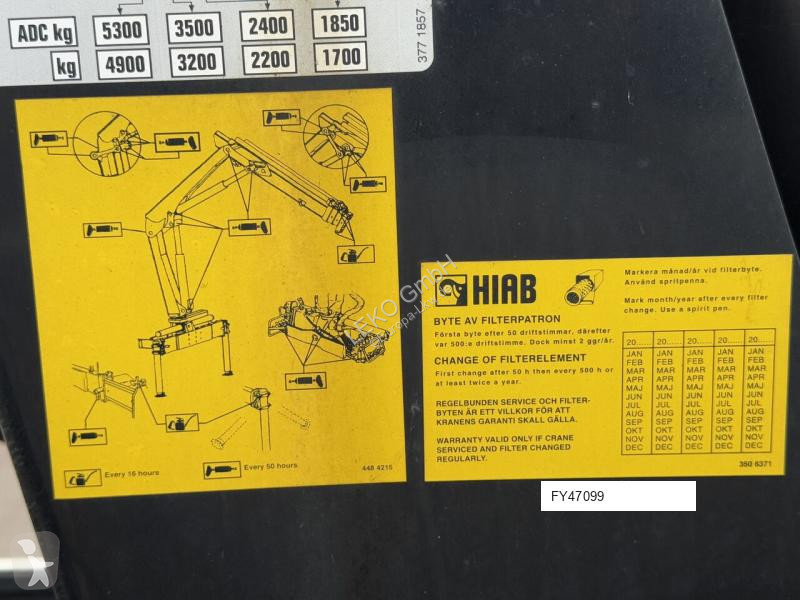 ADC kg 5300 3500 2400 1850
kg 4900 3200 2200 1700
377 1857
Every 16 hours
Every 50 hours
448 4215
HIAB
BYTE AV FILTERPATRON
Första byte efter 50 driftstimmar, därefter
var 500:e driftstimme. Dock minst 2 ggr/år.
CHANGE OF FILTERELEMENT
First change after 50 h then every 500 h or
at least twice a year.
REGELBUNDEN SERVICE OCH FILTER-
BYTEN ÄR ETT VILLKOR FÖR ATT
KRANENS GARANTI SKALL GÄLLA.
WARRANTY VALID ONLY IF CRANE
SERVICED AND FILTER CHANGED
REGULARLY.
Markera månad/år vid filterbyte.
Använd spritpenna.
Mark month/year after every filter
change. Use a spirit pen.
20...... 20...... 20...... 20...... 20......
JAN JAN JAN JAN JAN
FEB FEB FEB FEB FEB
MAR MAR MAR MAR MAR
APR APR APR APR APR
MAJ MAJ MAJ MAJ MAJ
JUN JUN JUN JUN JUN
JUL JUL JUL JUL JUL
AUG AUG AUG AUG AUG
SEP SEP SEP SEP SEP
OKT OKT OKT OKT OKT
NOV NOV NOV NOV NOV
DEC DEC DEC DEC DEC
350 6371
FY47099